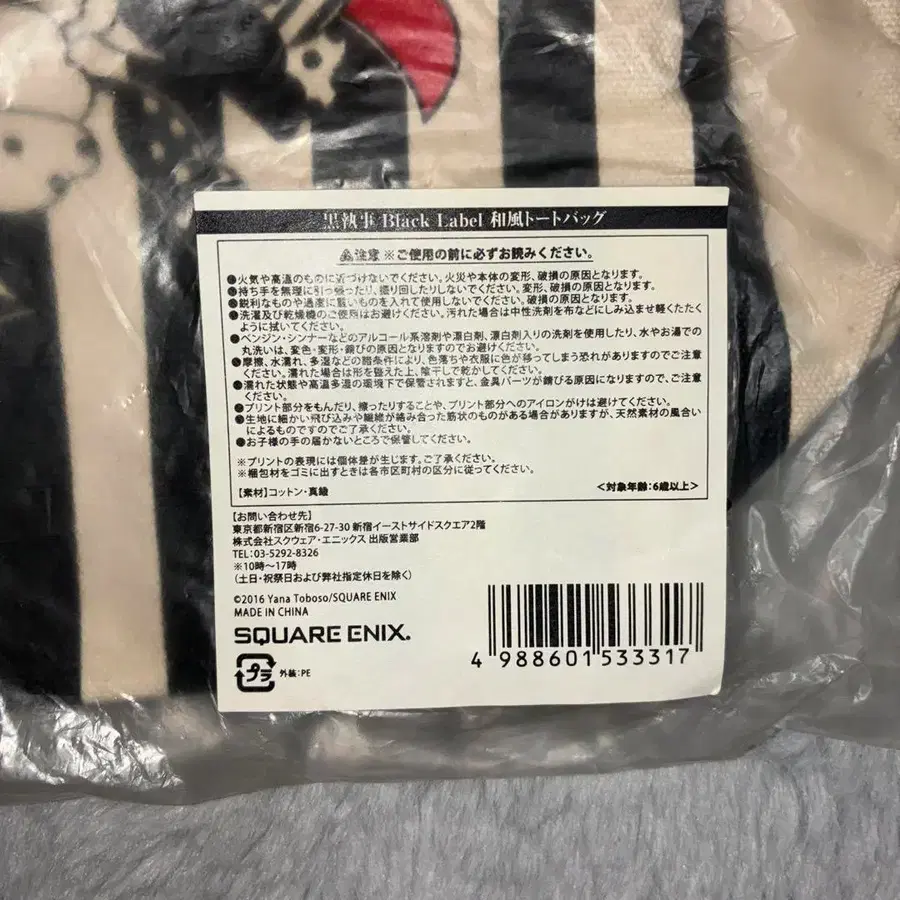 黒執事 Black Label 和風トートバッグ
⚠注意 ※ご使用の前に必ずお読みください。
●火気や高温のものに近づけないでください。火災や本体の変形、破損の原因となります。
●持ち手を無理に引っ張ったり、振り回したりしないでください。変形、破損の原因となります。
●鋭利なものや過度に重いものを入れて使用しないでください。破損の原因となります。
●洗濯及び乾燥機のご使用はお避けください。汚れた場合は中性洗剤を布などにしみ込ませ軽くたたく
ように拭いてください。
●ベンジン・シンナーなどのアルコール系溶剤や漂白剤、漂白剤入りの洗剤を使用したり、水やお湯での
丸洗いは、変色・変形・錆びの原因となりますのでお避けください。
●摩擦、水濡れ、多湿などの諸条件により、色落ちや衣服に色が移ってしまう恐れがありますのでご注意
ください。濡れた場合は形を整えた上、陰干しで乾かしてください。
●濡れた状態や高温多湿の環境下で保管されますと、金具パーツが錆びる原因になりますので、ご注意
ください。
●プリント部分をもんだり、擦ったりすることや、プリント部分へのアイロンがけは避けてください。
●生地に細かい飛び込みや繊維が絡み合った筋状のものがある場合がありますが、天然素材の風合い
によるものですのでご了承ください。
●お子様の手の届かないところで保管してください。
※プリントの表現には個体差が生じます。ご了承ください。
※梱包材をゴミに出すときは各市区町村の区分に従ってください。
【素材】コットン・真鍮 <対象年齢:6歳以上>
【お問い合わせ先】
東京都新宿区新宿6-27-30 新宿イーストサイドスクエア2階
株式会社スクウェア・エニックス 出版営業部
TEL:03-5292-8326
※10時〜17時
(土日・祝祭日および弊社指定休日を除く)
©2016 Yana Toboso/SQUARE ENIX
MADE IN CHINA
SQUARE ENIX.
プラ 外装:PE
4 988601 533317